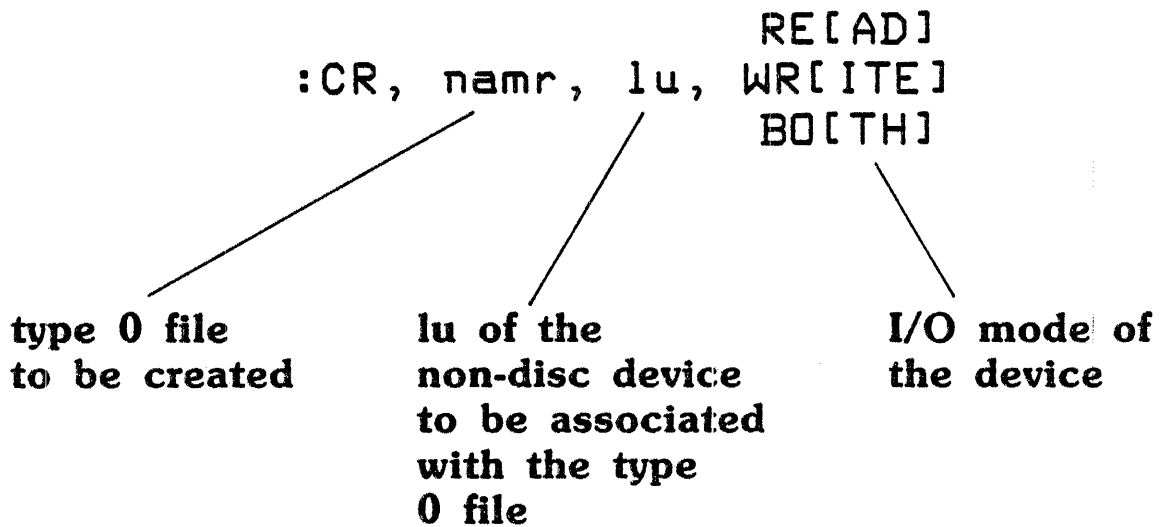 RE[AD]
:CR, namr, lu, WR[ITE]
BO[TH]
type 0 file
to be created
lu of the
non-disc device
to be associated
with the type
0 file
I/O mode of
the device